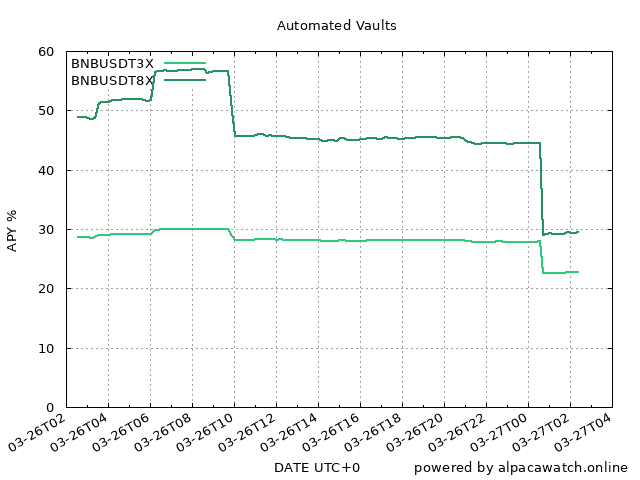 Automated Vaults
60
50
40
30
20
10
0
APY %
BNBUSDT3X
BNBUSDT8X
03-26T02
03-26T04
03-26T06
03-26T08
03-26T10
03-26T12
03-26T14
03-26T16
03-26T18
03-26T20
03-26T22
03-27T00
03-27T02
03-27T04
DATE UTC+0
powered by alpacawatch.online